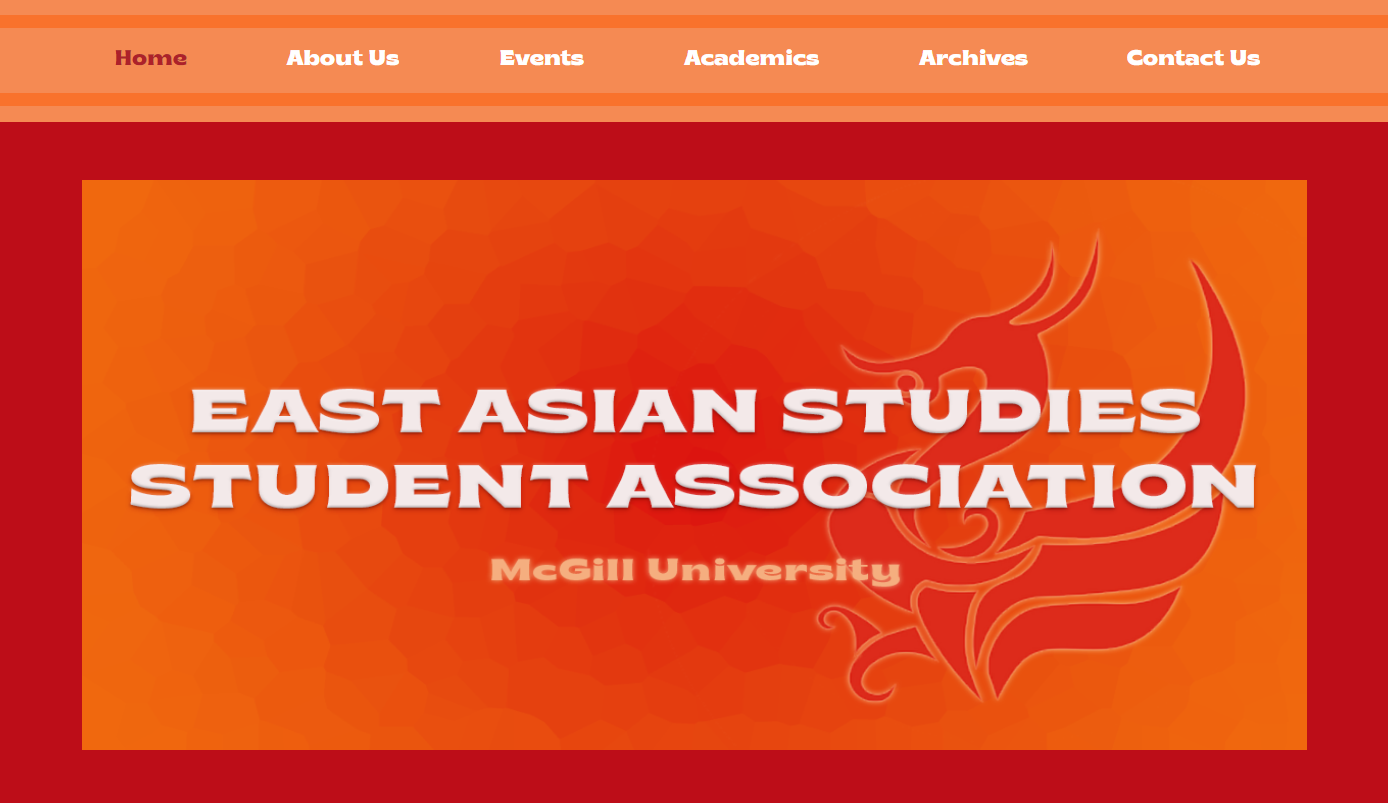 Home About Us Events Academics Archives Contact Us
EAST ASIAN STUDIES
STUDENT ASSOCIATION
McGill University